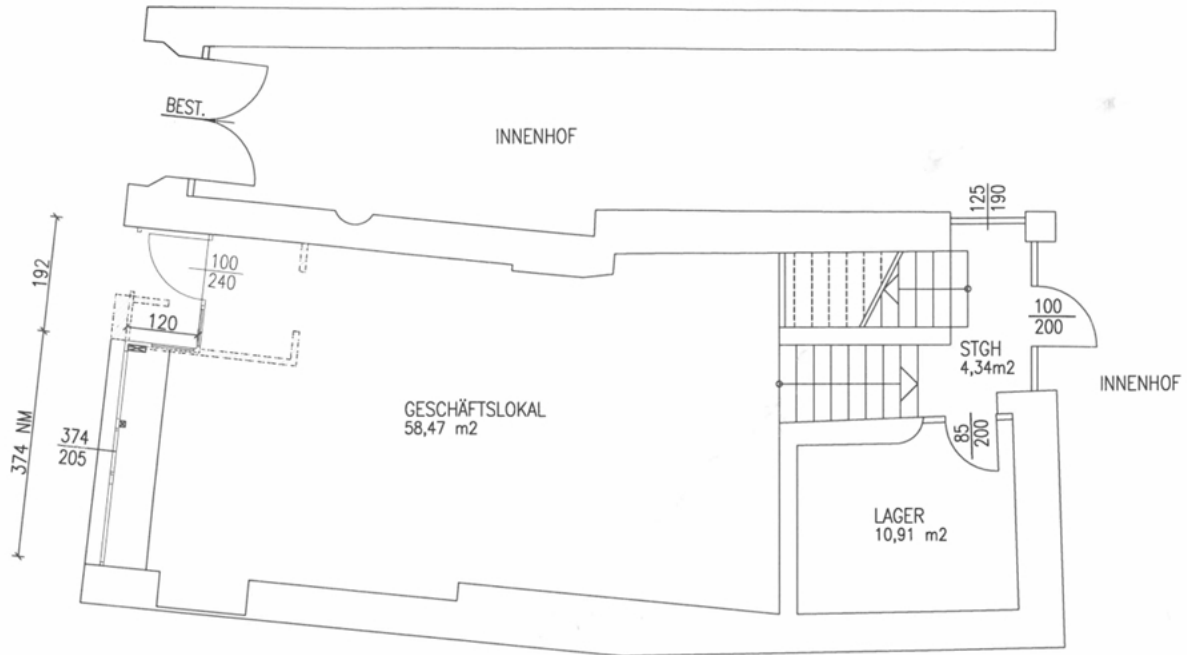 BEST.
INNENHOF
125
190
192
100
240
120
100
200
STGH
4,34m2
INNENHOF
GESCHÄFTSLOKAL
58,47 m2
374 NM
374
205
85
200
LAGER
10,91 m2